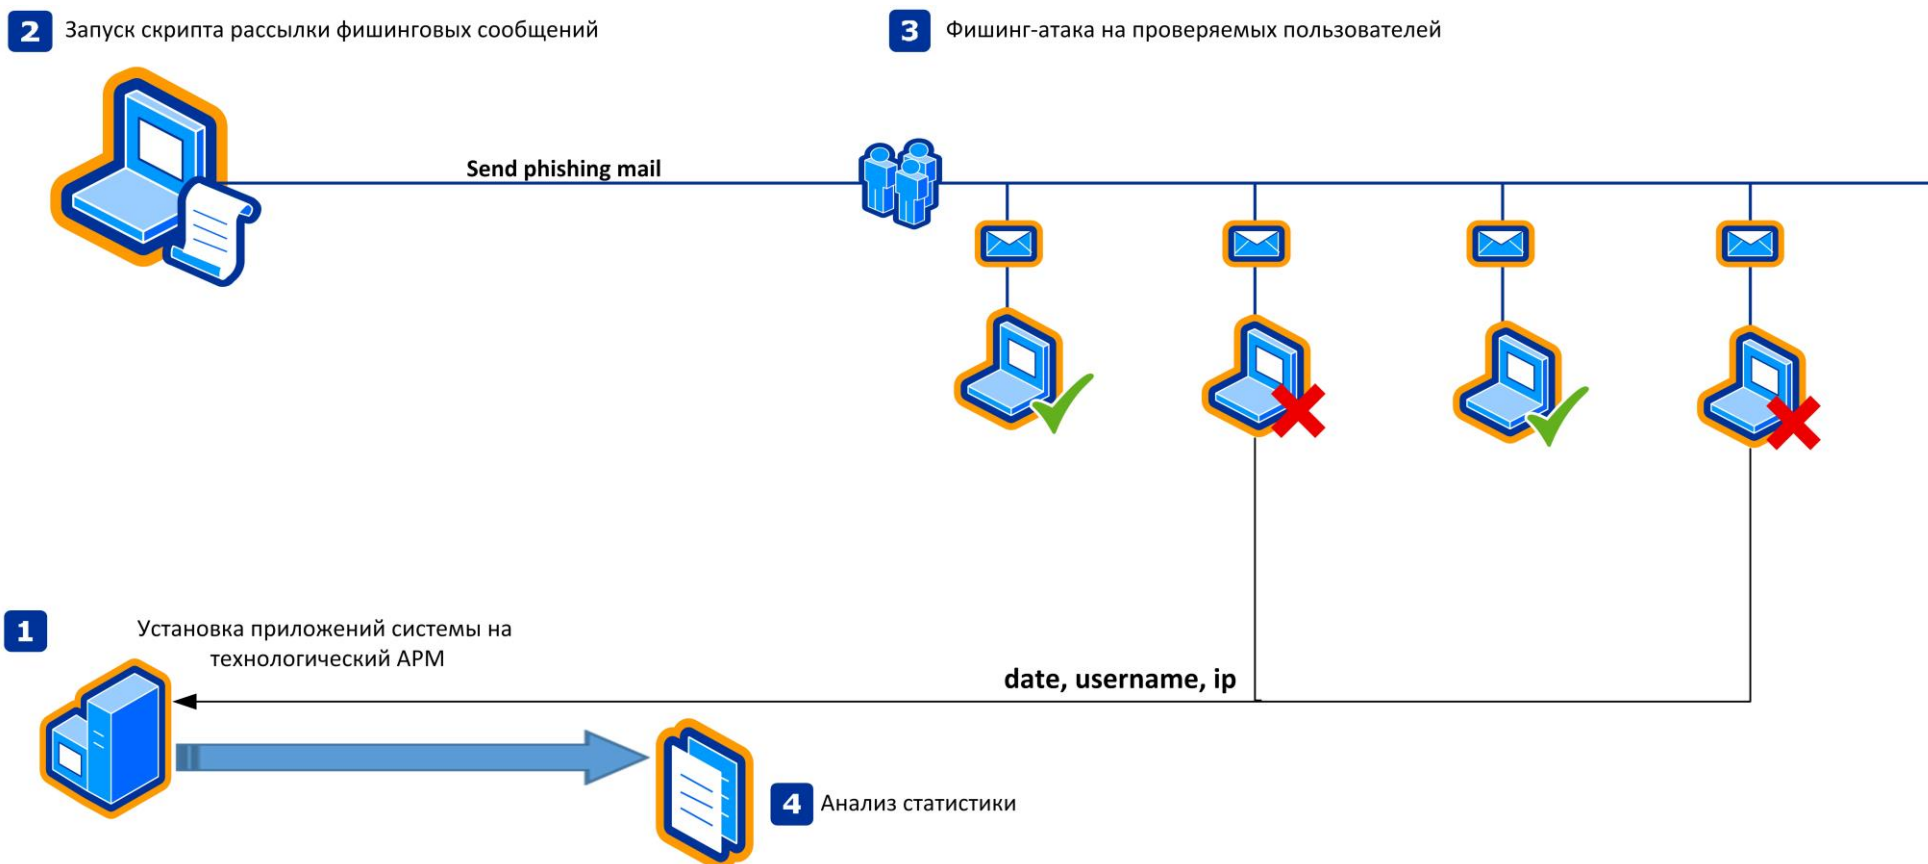 2 Запуск скрипта рассылки фишинговых сообщений
3 Фишинг-атака на проверяемых пользователей
Send phishing mail
1
Установка приложений системы на
технологический АРМ
date, username, ip
4 Анализ статистики